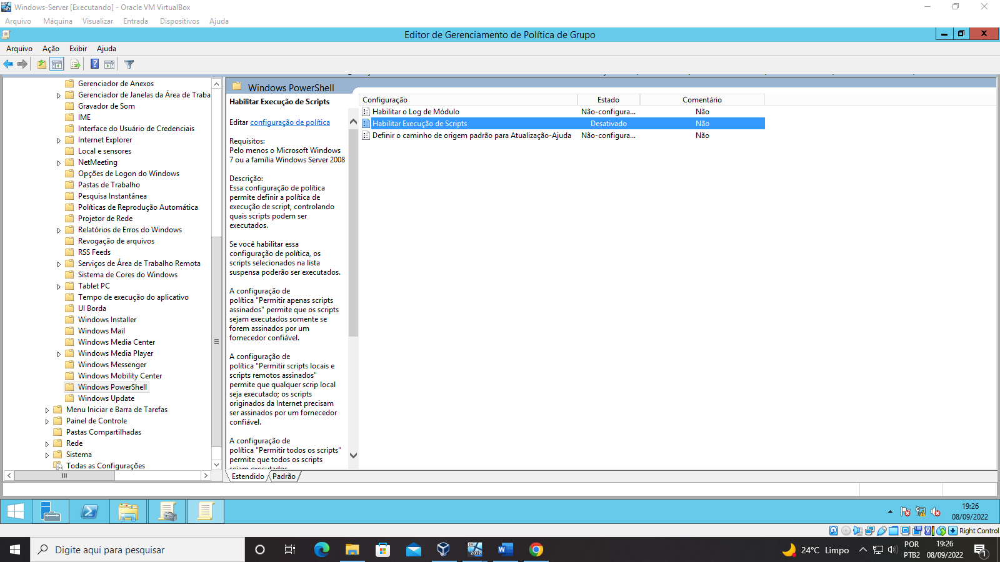 Windows-Server [Executando] - Oracle VM VirtualBox
Arquivo Máquina Visualizar Entrada Dispositivos Ajuda
Editor de Gerenciamento de Política de Grupo
Arquivo Ação Exibir Ajuda
Gerenciador de Anexos
Gerenciador de Janelas da Área de Traba
Gravador de Som
IME
Interface do Usuário de Credenciais
Internet Explorer
Local e sensores
NetMeeting
Opções de Logon do Windows
Pastas de Trabalho
Pesquisa Instantânea
Políticas de Reprodução Automática
Projetor de Rede
Relatórios de Erros do Windows
Revogação de arquivos
RSS Feeds
Serviços de Área de Trabalho Remota
Sistema de Cores do Windows
Tablet PC
Tempo de execução do aplicativo
UI Borda
Windows Installer
Windows Mail
Windows Media Center
Windows Media Player
Windows Messenger
Windows Mobility Center
Windows PowerShell
Windows Update
Menu Iniciar e Barra de Tarefas
Painel de Controle
Pastas Compartilhadas
Rede
Sistema
Todas as Configurações
Windows PowerShell
Habilitar Execução de Scripts
Editar configuração de política
Requisitos:
Pelo menos o Microsoft Windows
7 ou a família Windows Server 2008
Descrição:
Essa configuração de política
permite definir a política de
execução de script, controlando
quais scripts podem ser
executados.
Se você habilitar essa
configuração de política, os
scripts selecionados na lista
suspensa poderão ser executados.
A configuração de
política "Permitir apenas scripts
assinados" permite que os scripts
sejam executados somente se
forem assinados por um
fornecedor confiável.
A configuração de
política "Permitir scripts locais e
scripts remotos assinados"
permite que qualquer scrip local
seja executado; os scripts
originados da Internet precisam
ser assinados por um fornecedor
confiável.
A configuração de
política "Permitir todos os scripts"
permite que todos os scripts
sejam executados
Configuração Estado Comentário
Habilitar o Log de Módulo Não-configura... Não
Habilitar Execução de Scripts Desativado Não
Definir o caminho de origem padrão para Atualização-Ajuda Não-configura... Não
Estendido Padrão
19:26
08/09/2022
Right Control
Digite aqui para pesquisar
2012
24°C Limpo
POR
PTB2
19:26
08/09/2022
1